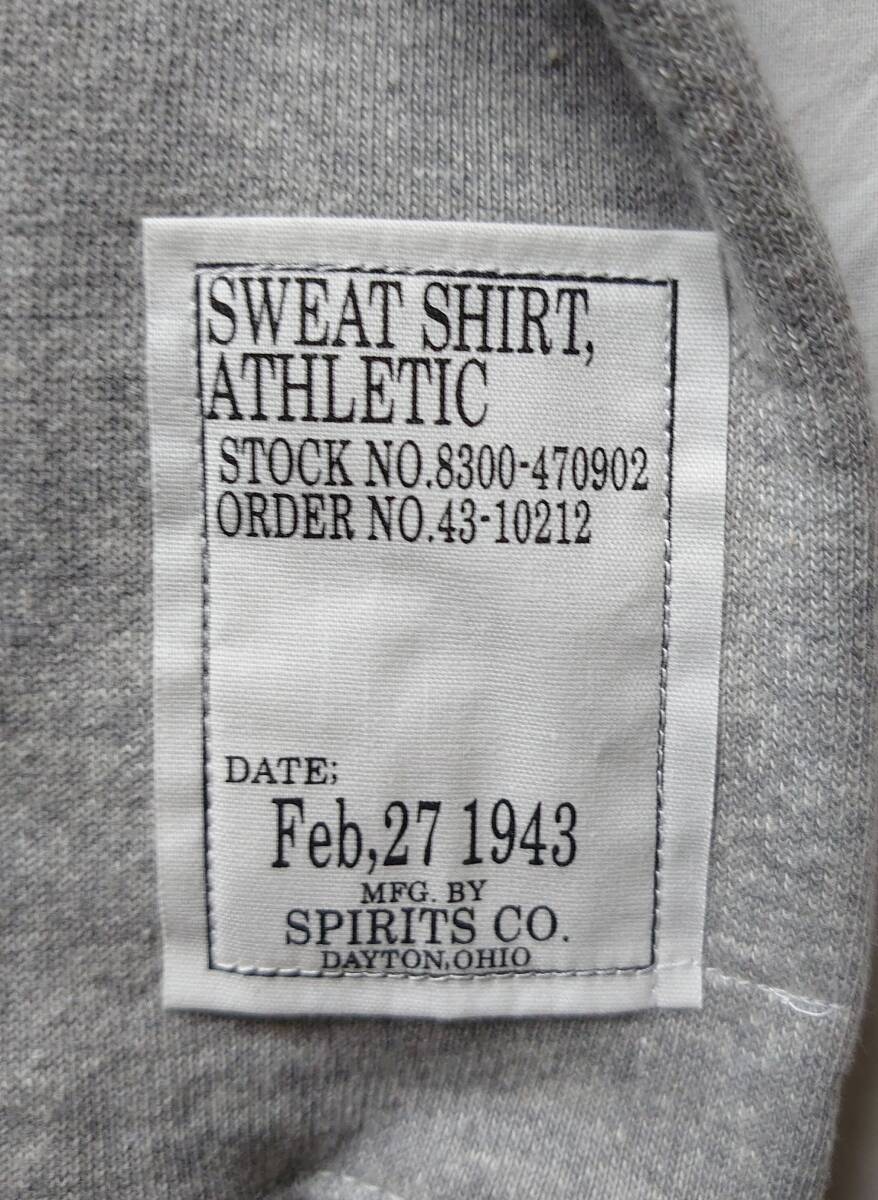 SWEAT SHIRT,
ATHLETIC
STOCK NO.8300-470902
ORDER NO.43-10212
DATE;
Feb,27 1943
MFG. BY
SPIRITS CO.
DAYTON,OHIO